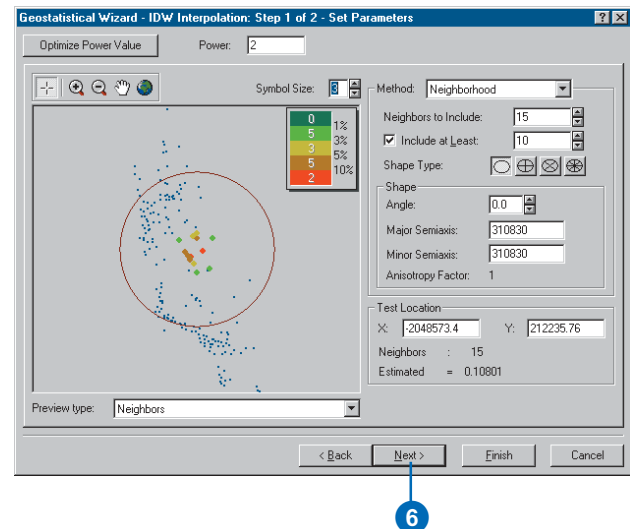 Geostatistical Wizard - IDW Interpolation: Step 1 of 2 - Set Parameters
Optimize Power Value Power: 2
Symbol Size: 3
0
5
3
5
2
1%
3%
5%
10%
Method: Neighborhood
Neighbors to Include: 15
Include at Least: 10
Shape Type:
Shape
Angle: 0.0
Major Semiaxis: 310830
Minor Semiaxis: 310830
Anisotropy Factor: 1
Test Location
X: -2048573.4 Y: 212235.76
Neighbors : 15
Estimated = 0.10801
Preview type: Neighbors
< Back Next > Finish Cancel
6